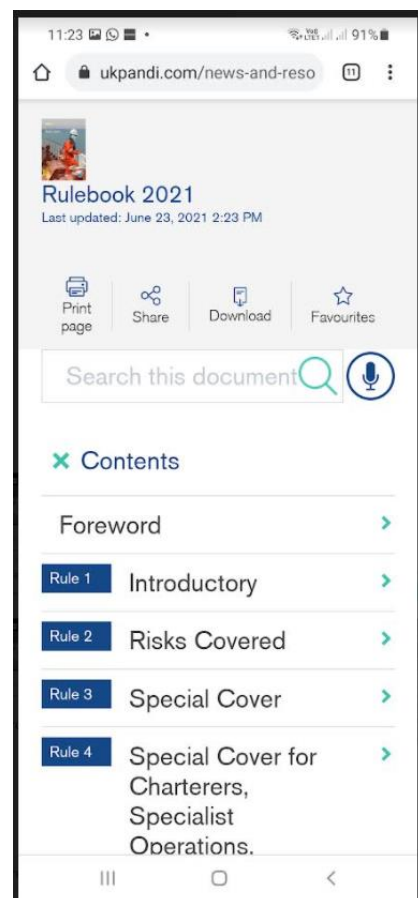 11:23
91%
ukpandi.com/news-and-reso
11
Rulebook 2021
Last updated: June 23, 2021 2:23 PM
Print page
Share
Download
Favourites
Search this document
× Contents
Foreword
Rule 1 Introductory
Rule 2 Risks Covered
Rule 3 Special Cover
Rule 4 Special Cover for
Charterers,
Specialist
Operations.